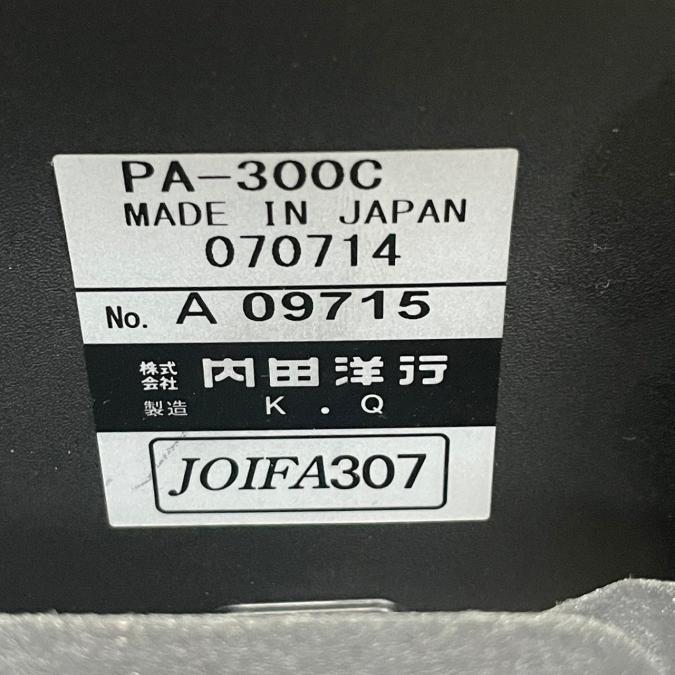 PA-300C
MADE IN JAPAN
070714
No. A 09715
株式会社 内田洋行
製造 K.Q
JOIFA307